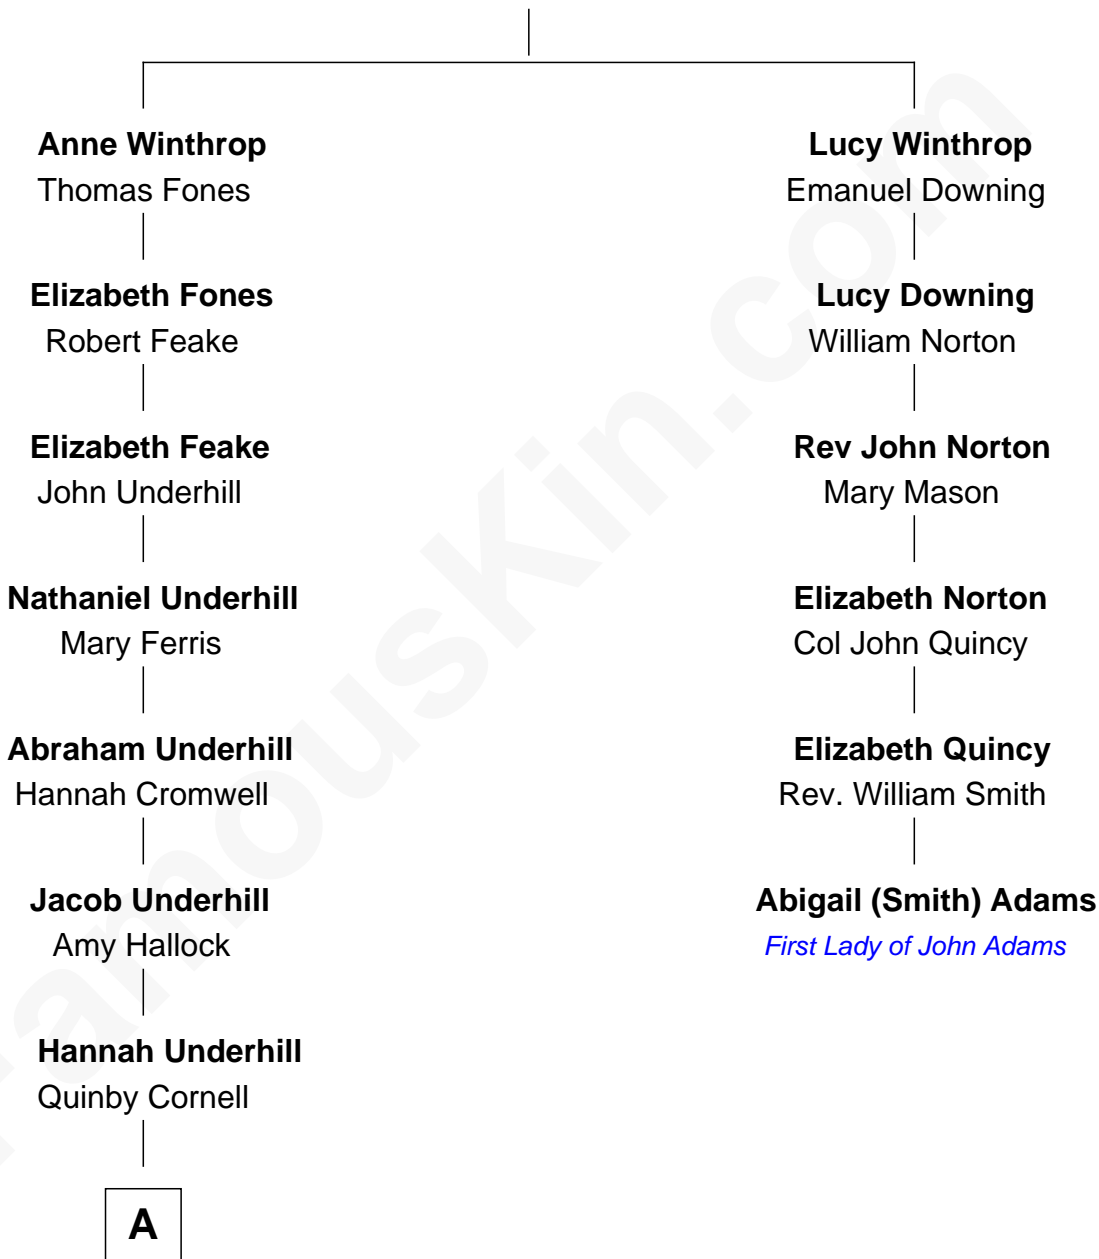 Anne Winthrop
Thomas Fones
Elizabeth Fones
Robert Feake
Elizabeth Feake
John Underhill
Nathaniel Underhill
Mary Ferris
Abraham Underhill
Hannah Cromwell
Jacob Underhill
Amy Hallock
Hannah Underhill
Quinby Cornell
A
Lucy Winthrop
Emanuel Downing
Lucy Downing
William Norton
Rev John Norton
Mary Mason
Elizabeth Norton
Col John Quincy
Elizabeth Quincy
Rev. William Smith
Abigail (Smith) Adams
First Lady of John Adams
FamousKin.com